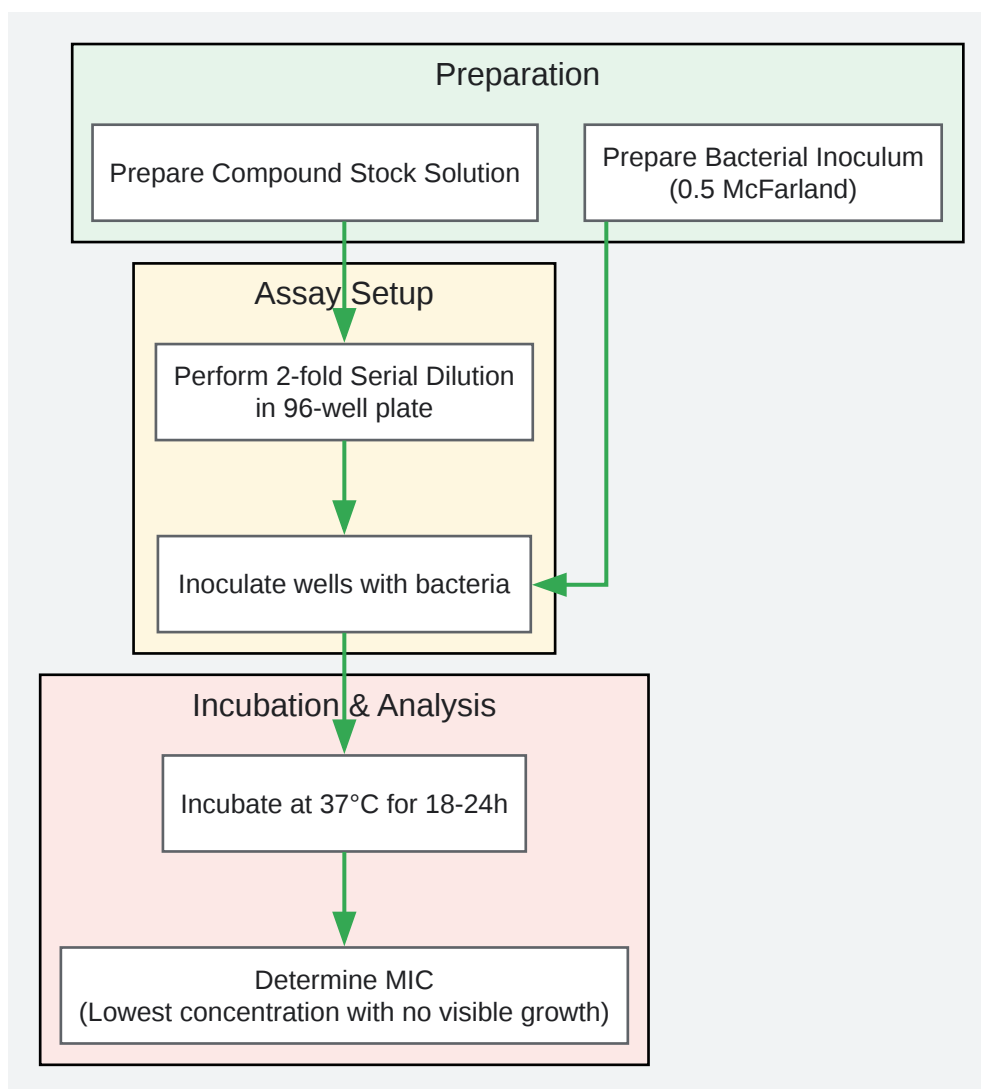 Preparation
Prepare Compound Stock Solution
Prepare Bacterial Inoculum
(0.5 McFarland)
Assay Setup
Perform 2-fold Serial Dilution
in 96-well plate
Inoculate wells with bacteria
Incubation & Analysis
Incubate at 37°C for 18-24h
Determine MIC
(Lowest concentration with no visible growth)